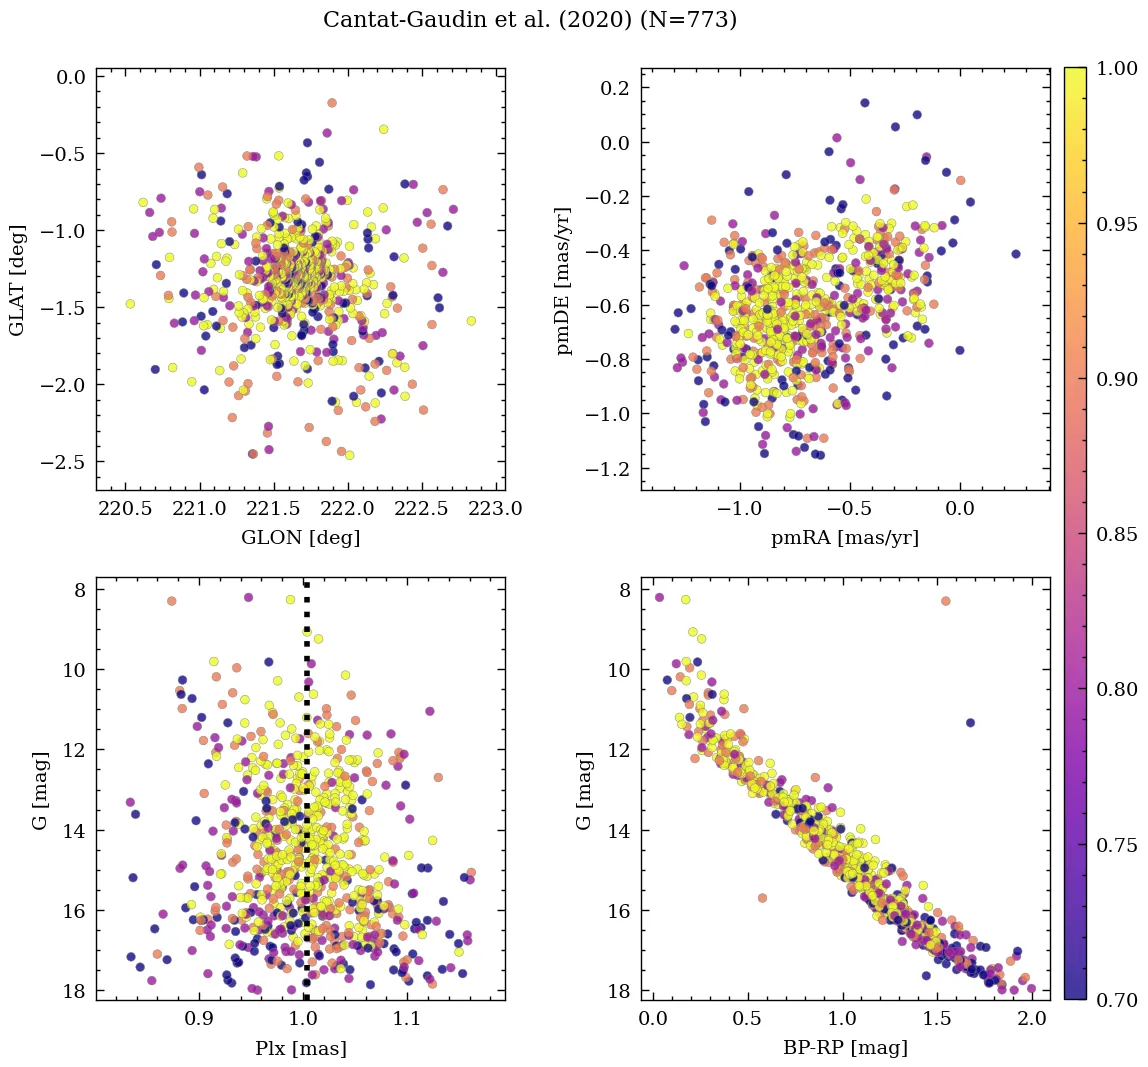 Cantat-Gaudin et al. (2020) (N=773)
0.0
−0.5
−1.0
−1.5
−2.0
−2.5
GLAT [deg]
220.5 221.0 221.5 222.0 222.5 223.0
GLON [deg]
0.2
0.0
−0.2
−0.4
−0.6
−0.8
−1.0
−1.2
pmDE [mas/yr]
−1.0 −0.5 0.0
pmRA [mas/yr]
8
10
12
14
16
18
G [mag]
0.9 1.0 1.1
Plx [mas]
8
10
12
14
16
18
G [mag]
0.0 0.5 1.0 1.5 2.0
BP-RP [mag]
1.00
0.95
0.90
0.85
0.80
0.75
0.70